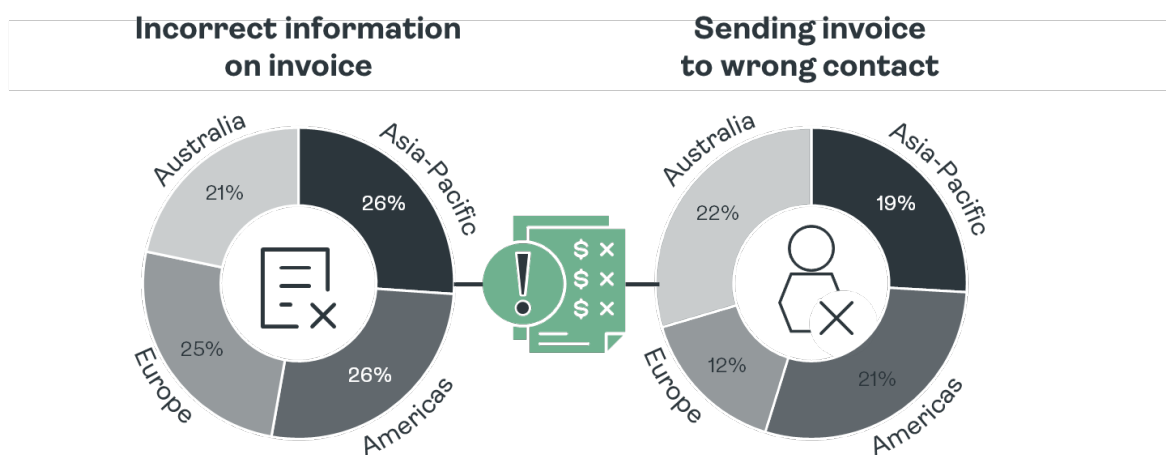 Incorrect information
on invoice
Sending invoice
to wrong contact
Australia
Asia-Pacific
21%
26%
25%
26%
Europe
Americas
$ ×
$ ×
$ ×
!
Australia
Asia-Pacific
22%
19%
12%
21%
Europe
Americas